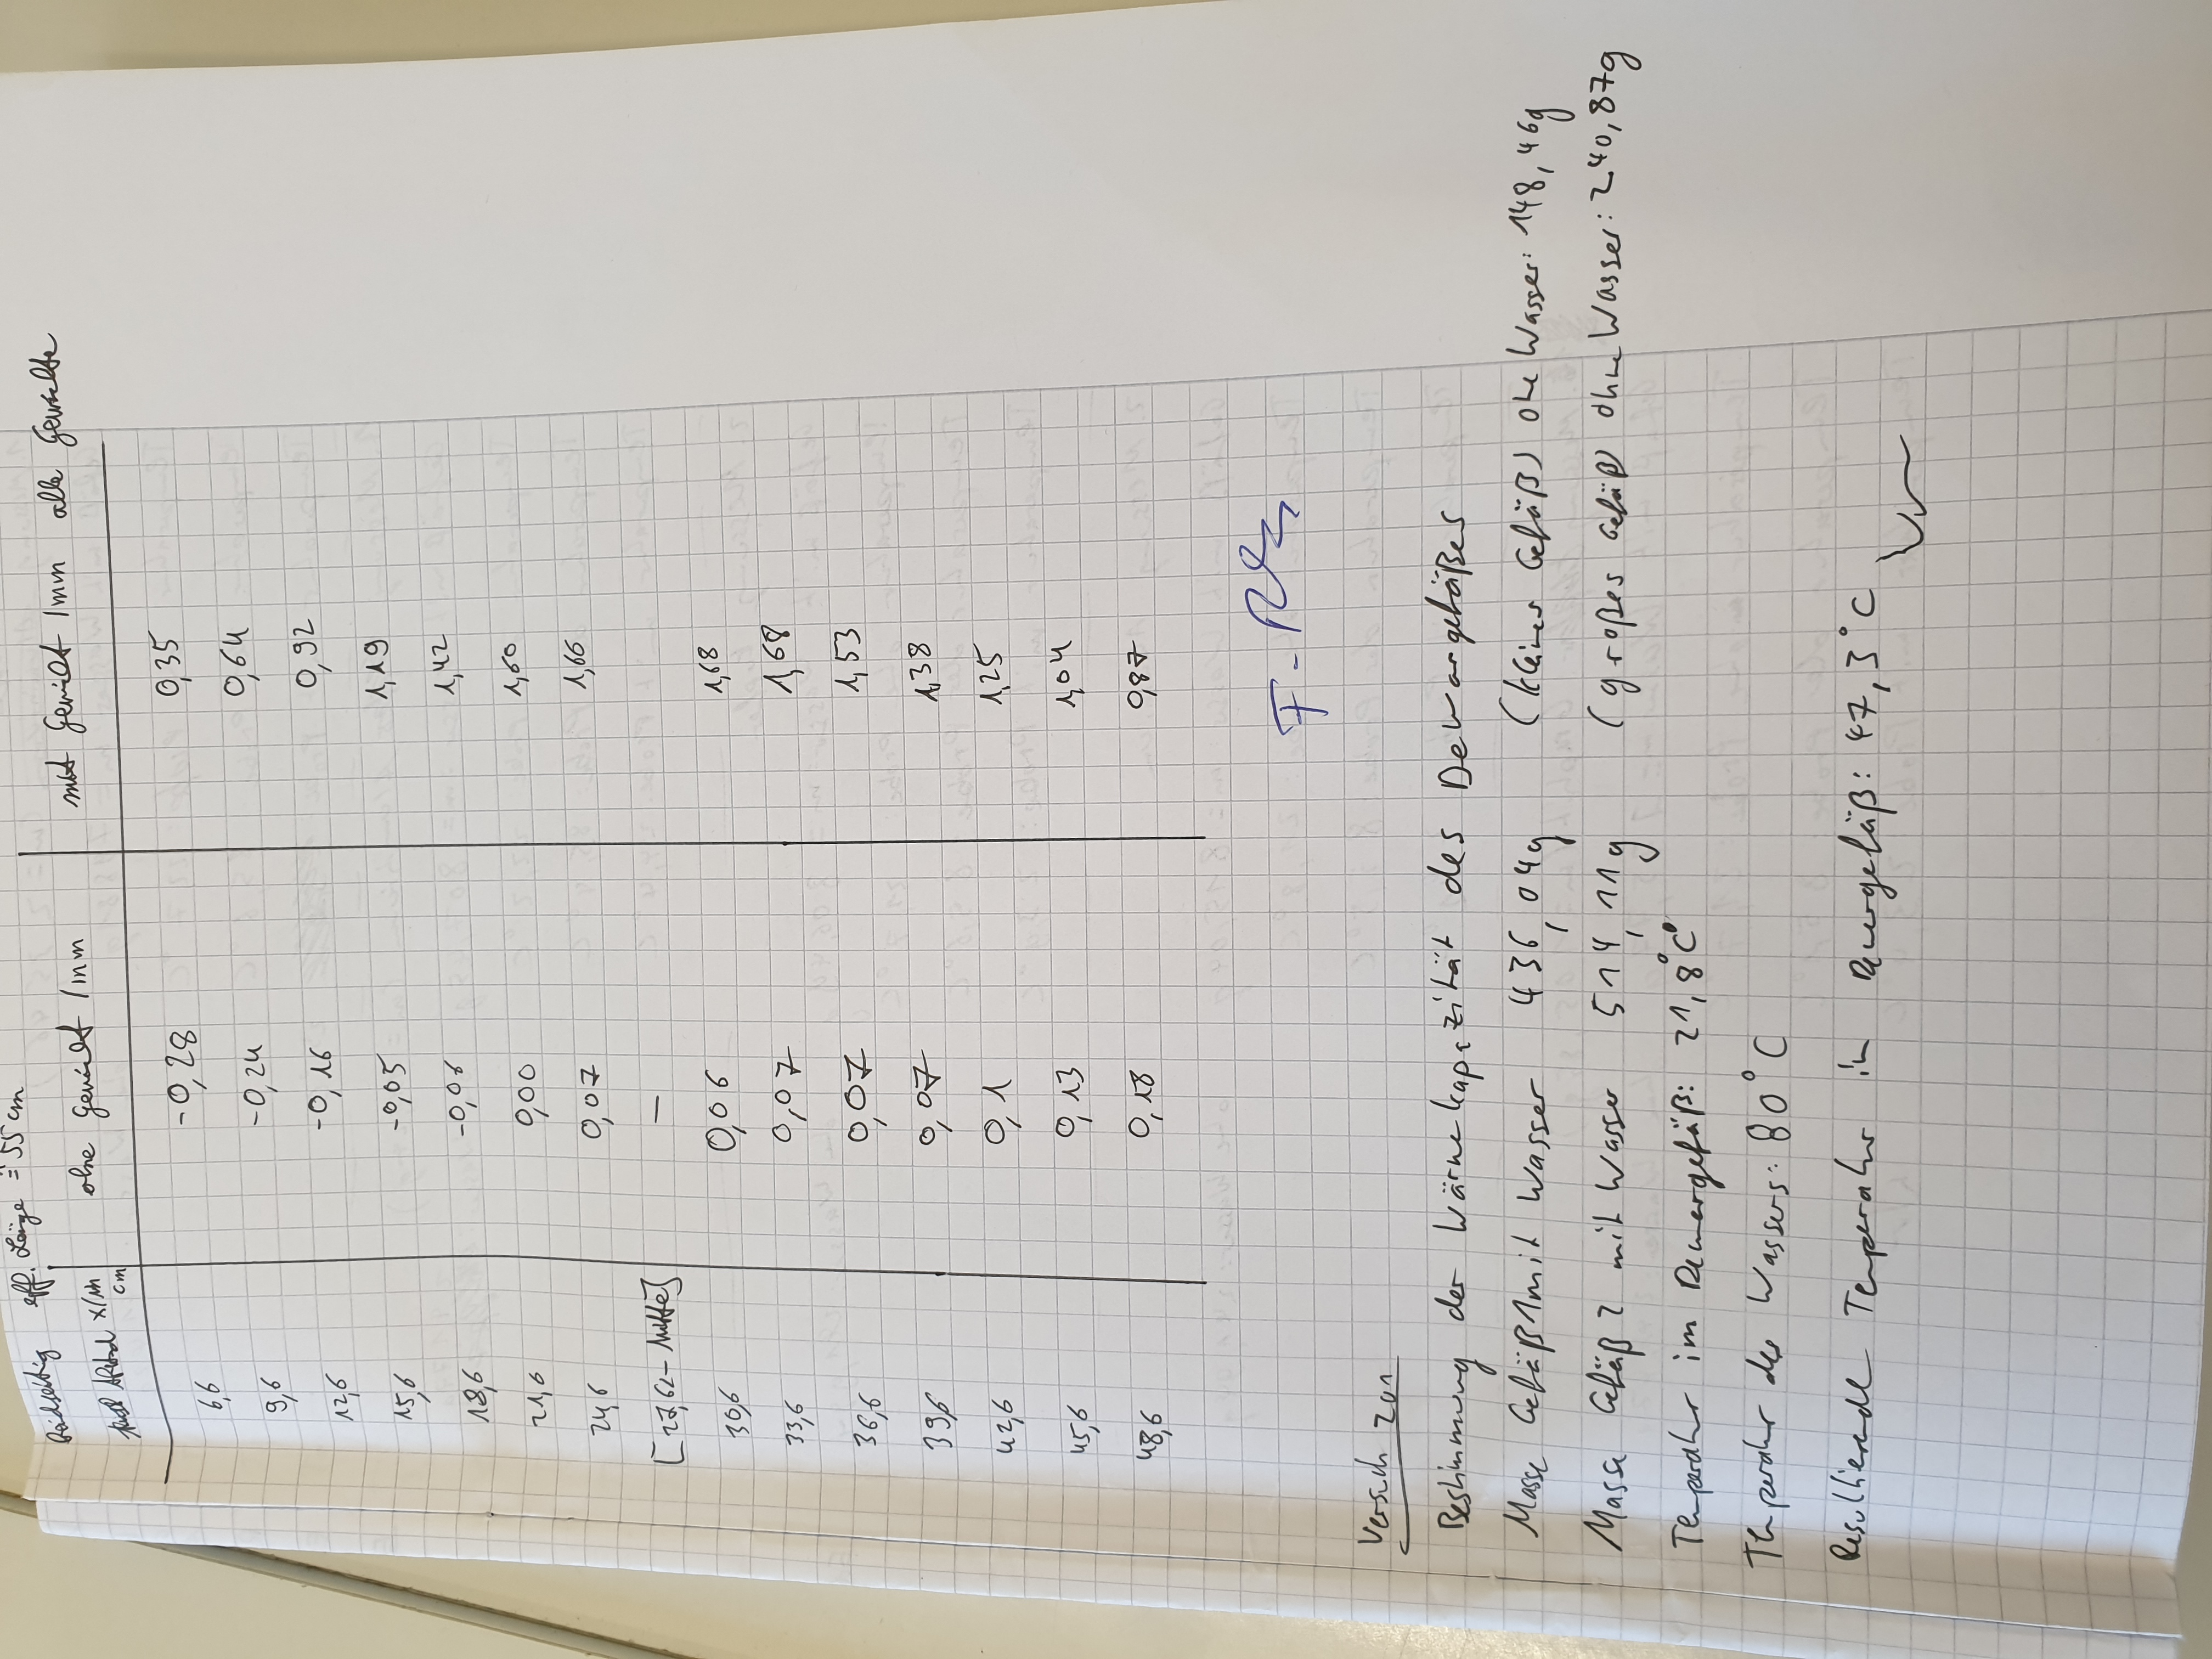 beidseitig eff. Länge = 55 cm
Abstand x/in cm ohne Gewicht /mm mit Gewicht /mm alle Gewichte
6,6 -0,28 0,35
9,6 -0,24 0,64
12,6 -0,16 0,92
15,6 -0,05 1,19
18,6 -0,06 1,42
21,6 0,00 1,60
24,6 0,07 1,66
[27,6 - Mitte] -
30,6 0,06 1,68
33,6 0,07 1,68
36,6 0,07 1,53
39,6 0,07 1,38
42,6 0,1 1,25
45,6 0,13 1,04
48,6 0,18 0,87
Versuch 201
Bestimmung der Wärmekapazität des Dewargefäßes
Masse Gefäß 1 mit Wasser 436,04g (kleines Gefäß) ohne Wasser: 148,46g
Masse Gefäß 2 mit Wasser 514,11g (großes Gefäß) ohne Wasser: 240,87g
Temperatur im Dewargefäß: 21,8°C
Temperatur des Wassers: 80°C
Resultierende Temperatur im Dewargefäß: 47,3°C